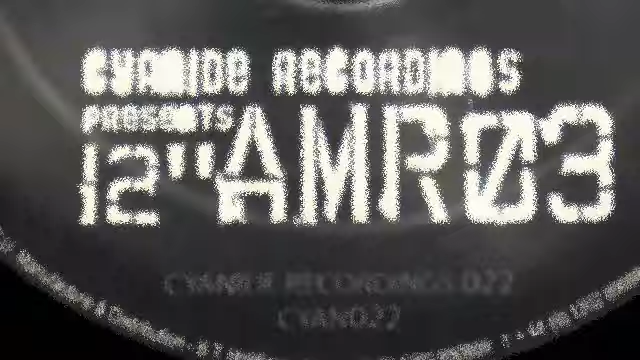 CYANIDE RECORDINGS
PRESENTS
12"AMR03
CYANIDE RECORDINGS 022
CYAN022